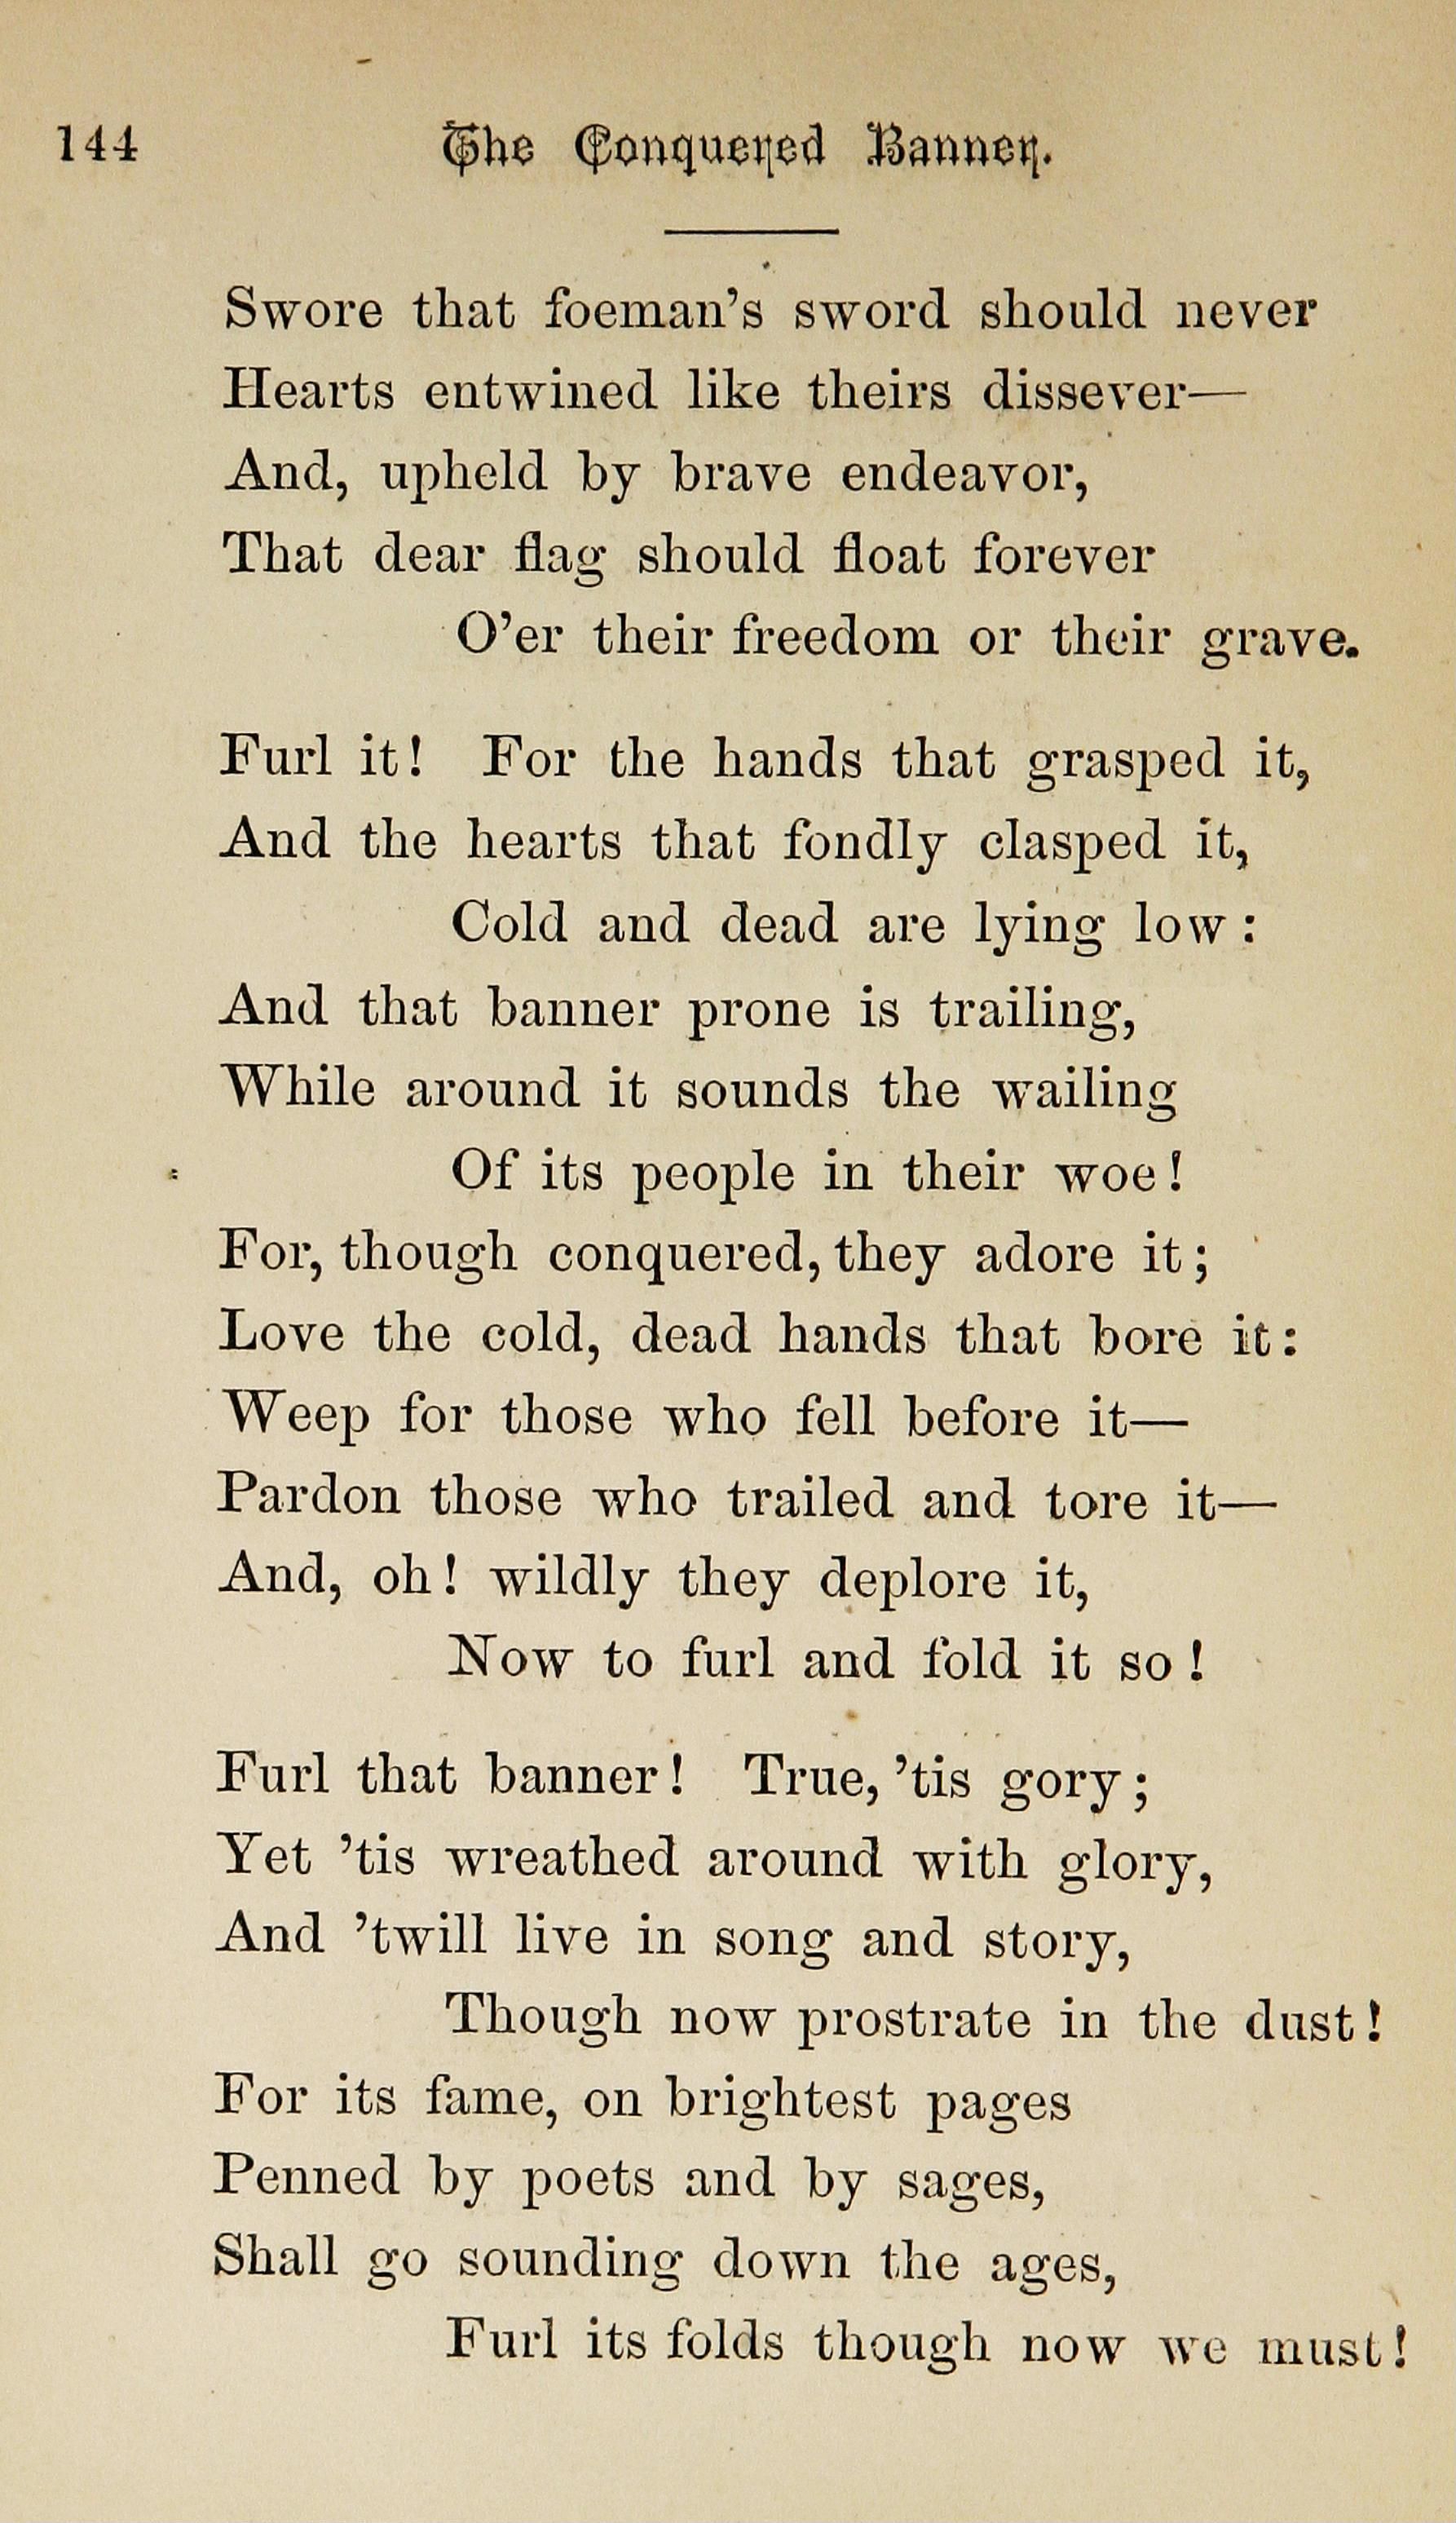 144 The Conquered Banner.
Swore that foeman’s sword should never
Hearts entwined like theirs dissever—
And, upheld by brave endeavor,
That dear flag should float forever
O’er their freedom or their grave.
Furl it! For the hands that grasped it,
And the hearts that fondly clasped it,
Cold and dead are lying low:
And that banner prone is trailing,
While around it sounds the wailing
Of its people in their woe!
For, though conquered, they adore it;
Love the cold, dead hands that bore it:
Weep for those who fell before it—
Pardon those who trailed and tore it—
And, oh! wildly they deplore it,
Now to furl and fold it so!
Furl that banner! True, ’tis gory;
Yet ’tis wreathed around with glory,
And ’twill live in song and story,
Though now prostrate in the dust!
For its fame, on brightest pages
Penned by poets and by sages,
Shall go sounding down the ages,
Furl its folds though now we must!